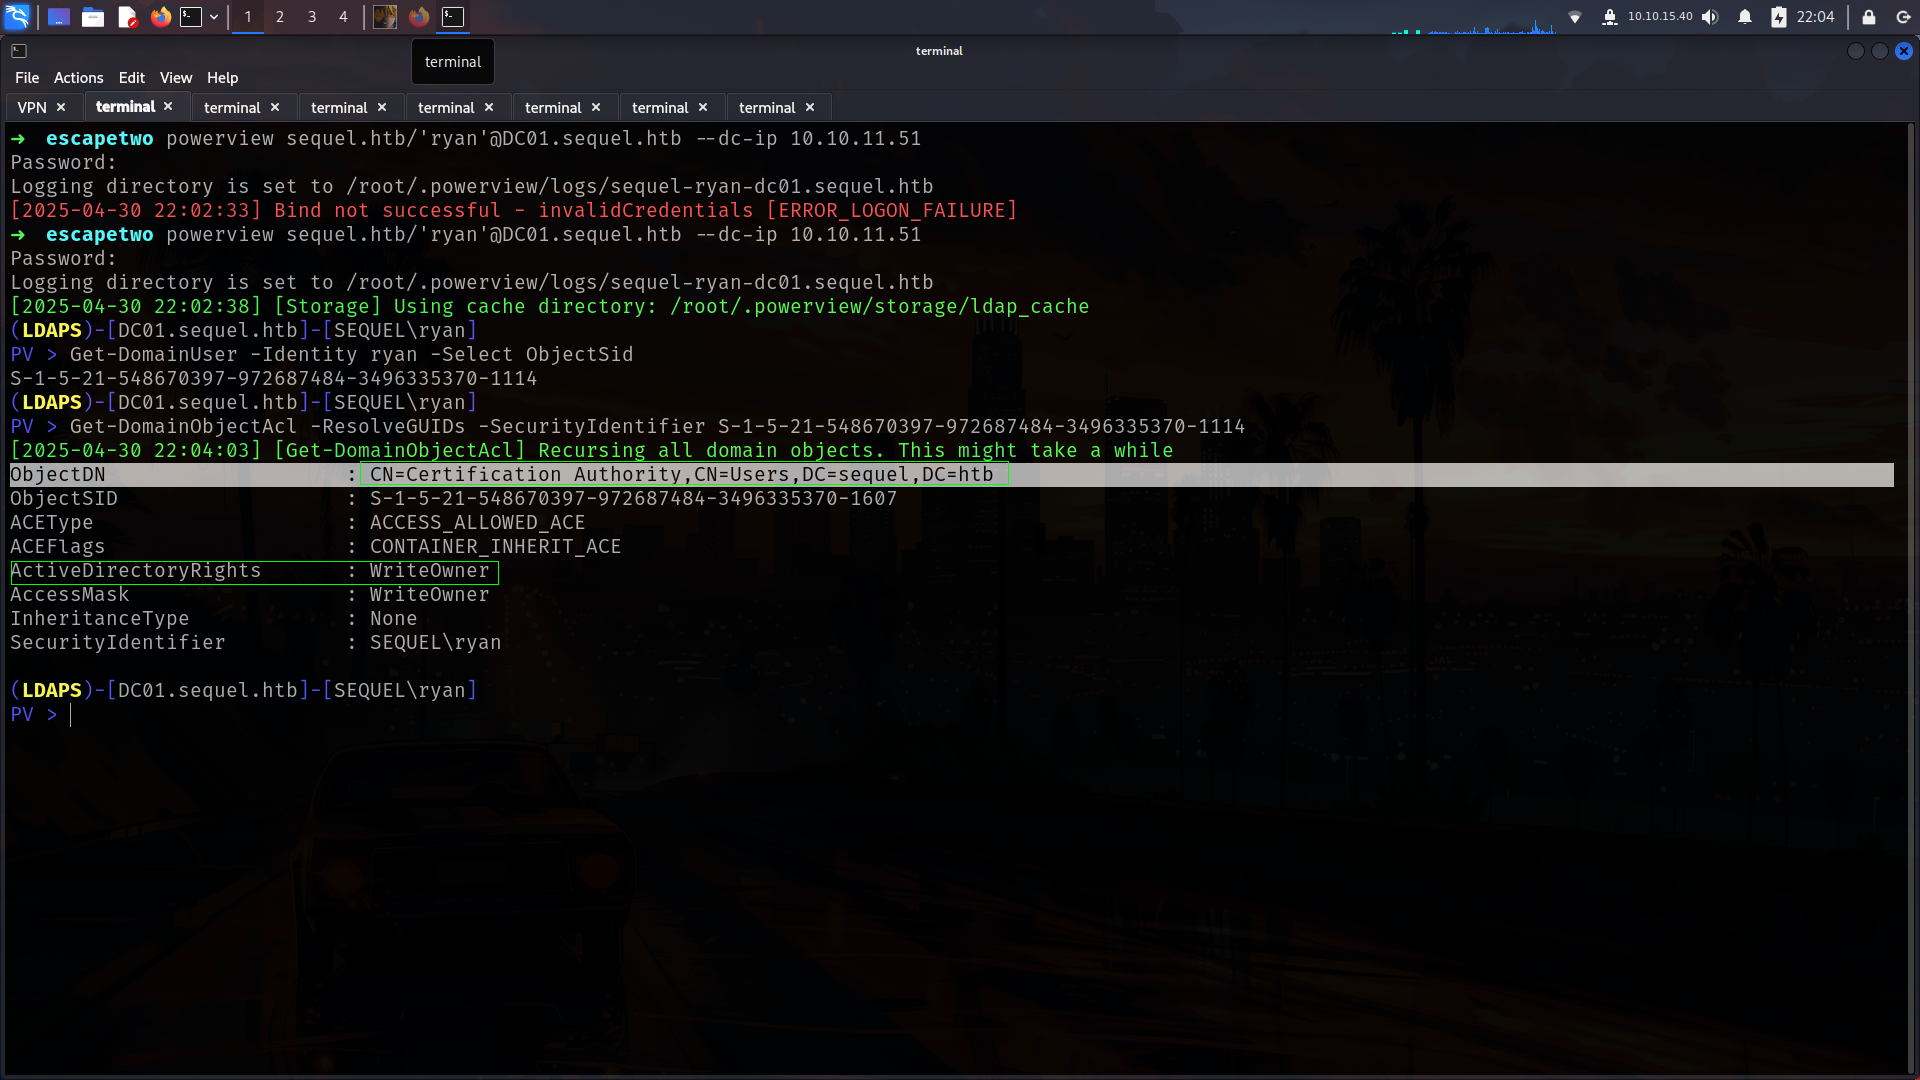 1 2 3 4 10.10.15.40 22:04
terminal
terminal
File Actions Edit View Help
VPN × terminal × terminal × terminal × terminal × terminal × terminal × terminal ×
➜ escapetwo powerview sequel.htb/'ryan'@DC01.sequel.htb --dc-ip 10.10.11.51
Password:
Logging directory is set to /root/.powerview/logs/sequel-ryan-dc01.sequel.htb
[2025-04-30 22:02:33] Bind not successful - invalidCredentials [ERROR_LOGON_FAILURE]
➜ escapetwo powerview sequel.htb/'ryan'@DC01.sequel.htb --dc-ip 10.10.11.51
Password:
Logging directory is set to /root/.powerview/logs/sequel-ryan-dc01.sequel.htb
[2025-04-30 22:02:38] [Storage] Using cache directory: /root/.powerview/storage/ldap_cache
(LDAPS)-[DC01.sequel.htb]-[SEQUEL\ryan]
PV > Get-DomainUser -Identity ryan -Select ObjectSid
S-1-5-21-548670397-972687484-3496335370-1114
(LDAPS)-[DC01.sequel.htb]-[SEQUEL\ryan]
PV > Get-DomainObjectAcl -ResolveGUIDs -SecurityIdentifier S-1-5-21-548670397-972687484-3496335370-1114
[2025-04-30 22:04:03] [Get-DomainObjectAcl] Recursing all domain objects. This might take a while
ObjectDN : CN=Certification Authority,CN=Users,DC=sequel,DC=htb
ObjectSID : S-1-5-21-548670397-972687484-3496335370-1607
ACEType : ACCESS_ALLOWED_ACE
ACEFlags : CONTAINER_INHERIT_ACE
ActiveDirectoryRights : WriteOwner
AccessMask : WriteOwner
InheritanceType : None
SecurityIdentifier : SEQUEL\ryan
(LDAPS)-[DC01.sequel.htb]-[SEQUEL\ryan]
PV >